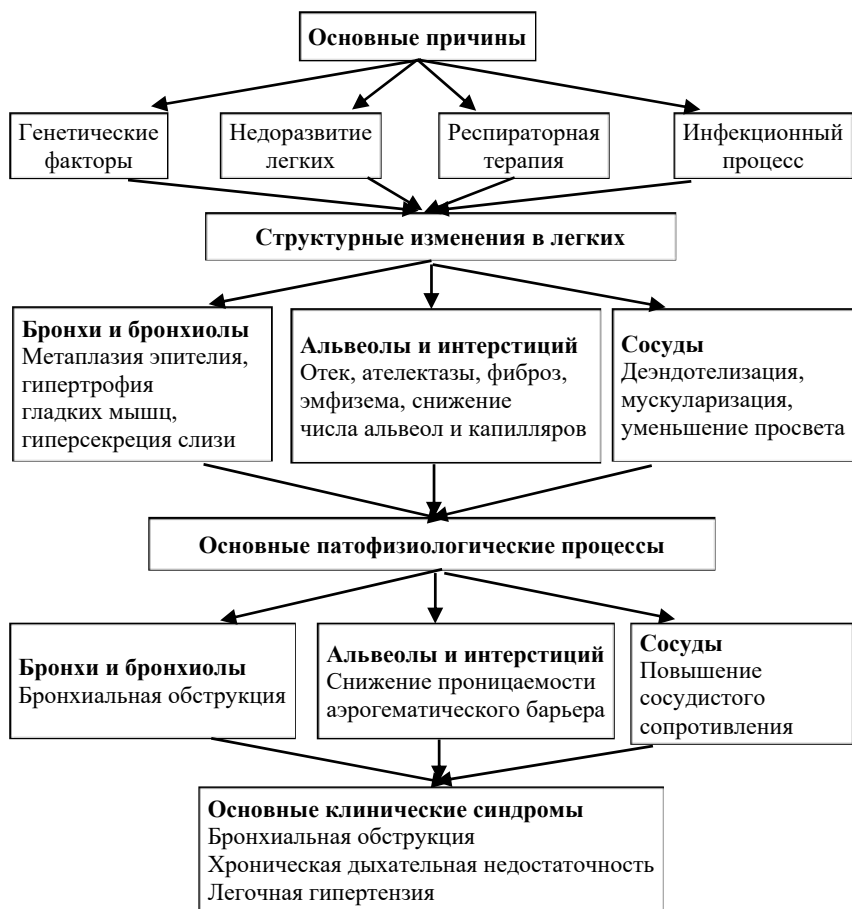 Основные причины
Генетические
факторы
Недоразвитие
легких
Респираторная
терапия
Инфекционный
процесс
Структурные изменения в легких
Бронхи и бронхиолы
Метаплазия эпителия,
гипертрофия
гладких мышц,
гиперсекреция слизи
Альвеолы и интерстиций
Отек, ателектазы, фиброз,
эмфизема, снижение
числа альвеол и капилляров
Сосуды
Деэндотелизация,
мускуларизация,
уменьшение просвета
Основные патофизиологические процессы
Бронхи и бронхиолы
Бронхиальная обструкция
Альвеолы и интерстиций
Снижение проницаемости
аэрогематического барьера
Сосуды
Повышение
сосудистого
сопротивления
Основные клинические синдромы
Бронхиальная обструкция
Хроническая дыхательная недостаточность
Легочная гипертензия